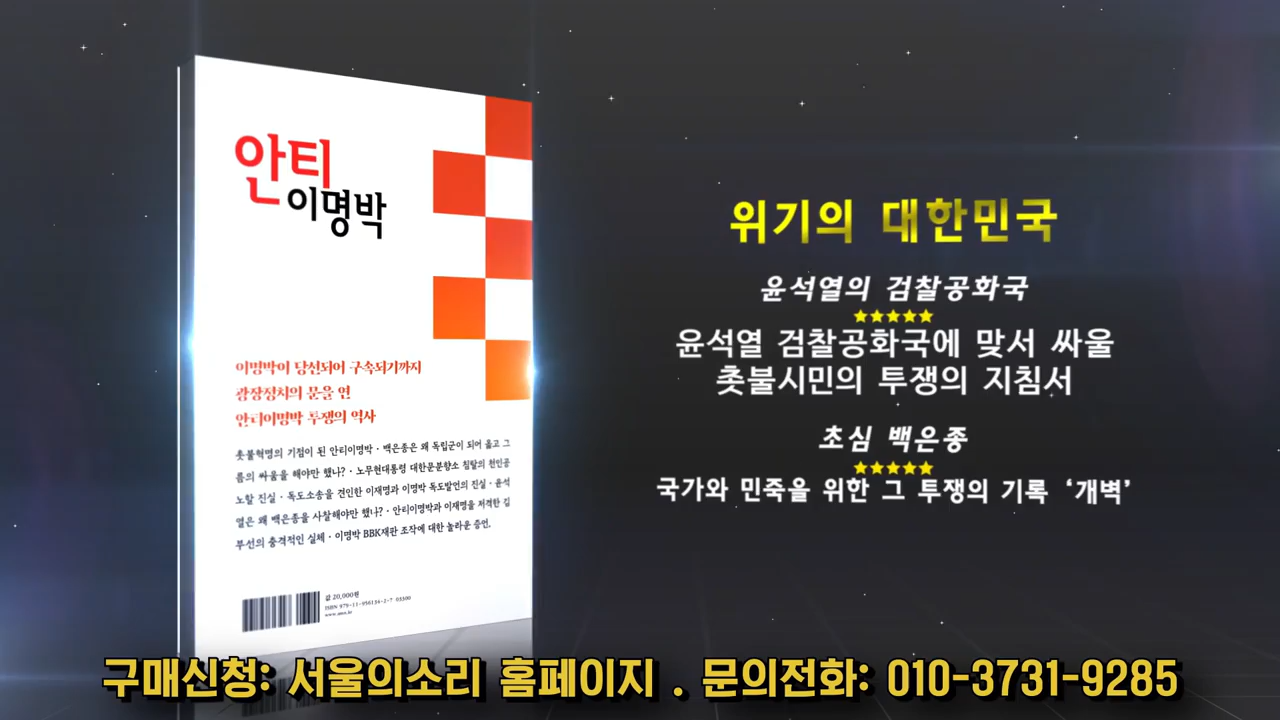 안티
이명박
이명박이 당선되어 구속되기까지
광장정치의 문을 연
안티이명박 투쟁의 역사
촛불혁명의 기점이 된 안티이명박 · 백은종은 왜 독립군이 되어 옳고 그
름의 싸움을 해야만 했나? · 노무현대통령 대한문분향소 침탈의 천인공
노할 진실 · 독도소송을 견인한 이재명과 이명박 독도발언의 진실 · 윤석
열은 왜 백은종을 사찰해야만 했나? · 안티이명박과 이재명을 저격한 김
부선의 충격적인 실체 · 이명박 BBK재판 조작에 대한 놀라운 증언.
값 20,000원
ISBN
위기의 대한민국
윤석열의 검찰공화국
★★★★★
윤석열 검찰공화국에 맞서 싸울
촛불시민의 투쟁의 지침서
초심 백은종
★★★★★
국가와 민족을 위한 그 투쟁의 기록 ‘개벽’
구매신청: 서울의소리 홈페이지 . 문의전화: 010-3731-9285